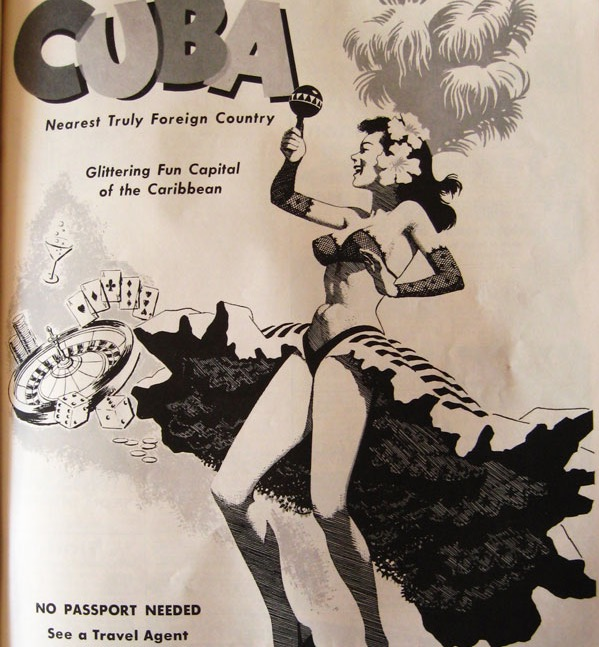 CUBA
Nearest Truly Foreign Country
Glittering Fun Capital
of the Caribbean
NO PASSPORT NEEDED
See a Travel Agent